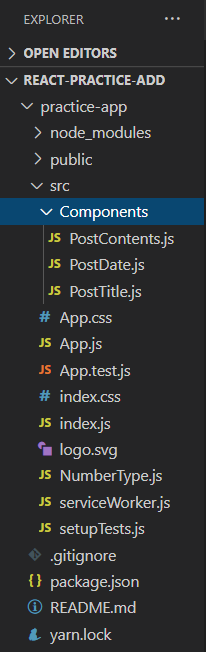 EXPLORER ...
OPEN EDITORS
REACT-PRACTICE-ADD
practice-app
node_modules
public
src
Components
JS PostContents.js
JS PostDate.js
JS PostTitle.js
# App.css
JS App.js
JS App.test.js
# index.css
JS index.js
logo.svg
JS NumberType.js
JS serviceWorker.js
JS setupTests.js
.gitignore
{} package.json
README.md
yarn.lock